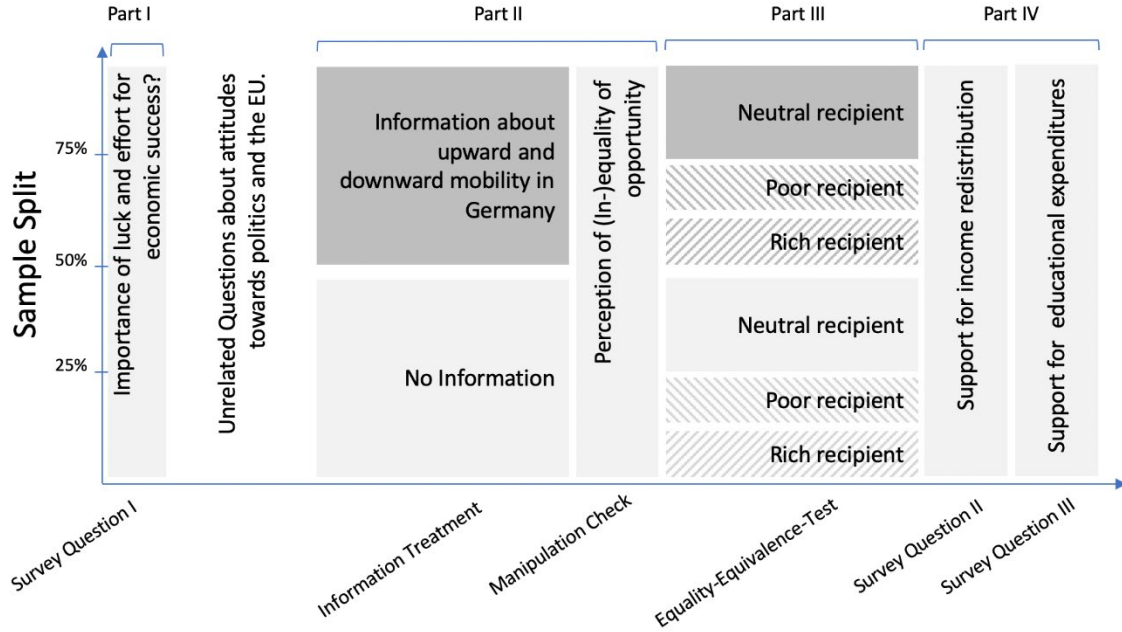 Part I
Part II
Part III
Part IV
Sample Split
75%
50%
25%
Importance of luck and effort for
economic success?
Unrelated Questions about attitudes
towards politics and the EU.
Information about
upward and
downward mobility in
Germany
No Information
Perception of (In-)equality of
opportunity
Neutral recipient
Poor recipient
Rich recipient
Neutral recipient
Poor recipient
Rich recipient
Support for income redistribution
Support for educational expenditures
Survey Question I
Information Treatment
Manipulation Check
Equality-Equivalence-Test
Survey Question II
Survey Question III